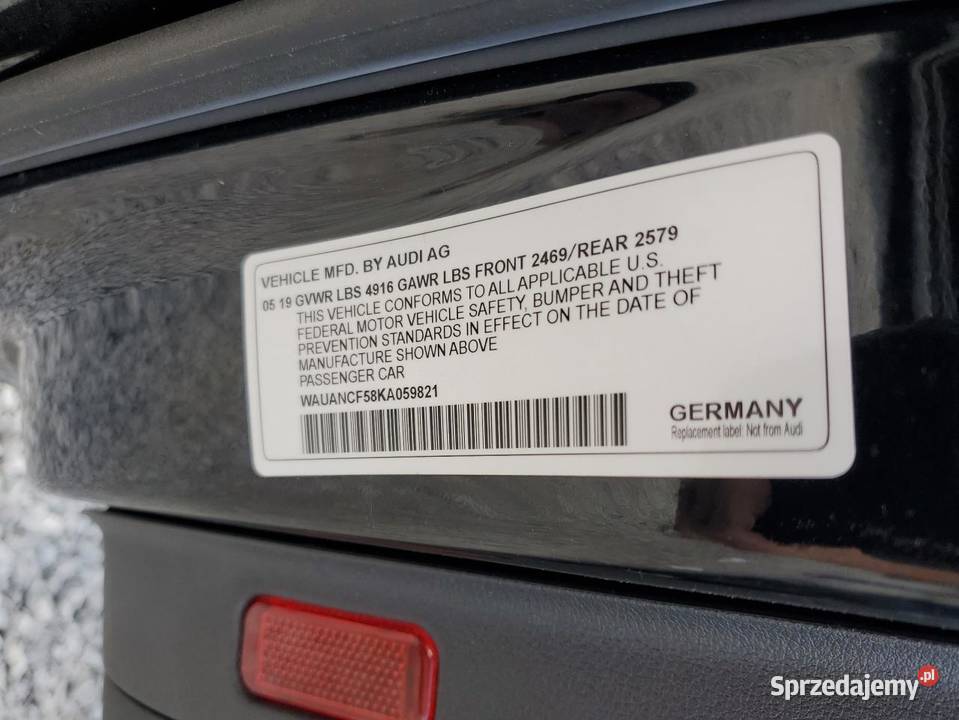 VEHICLE MFD. BY AUDI AG
05 19 GVWR LBS 4916 GAWR LBS FRONT 2469/REAR 2579
THIS VEHICLE CONFORMS TO ALL APPLICABLE U.S.
FEDERAL MOTOR VEHICLE SAFETY, BUMPER AND THEFT
PREVENTION STANDARDS IN EFFECT ON THE DATE OF
MANUFACTURE SHOWN ABOVE
PASSENGER CAR
WAUANCF58KA059821
GERMANY
Replacement label: Not from Audi
Sprzedajemy.pl